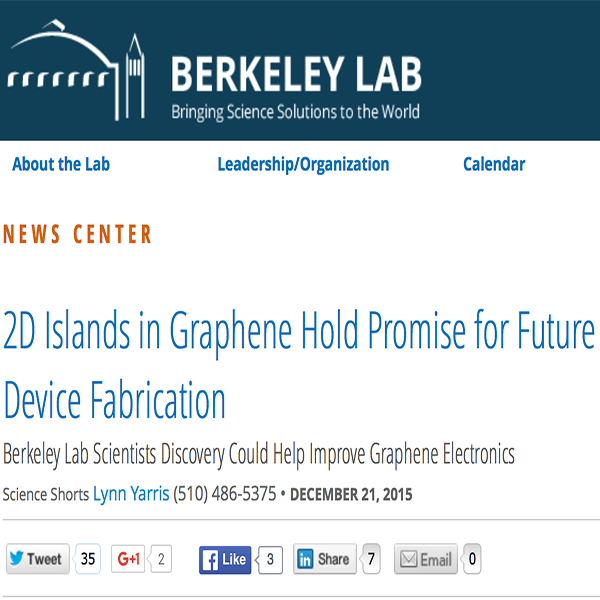 BERKELEY LAB
Bringing Science Solutions to the World
About the Lab Leadership/Organization Calendar
NEWS CENTER
2D Islands in Graphene Hold Promise for Future
Device Fabrication
Berkeley Lab Scientists Discovery Could Help Improve Graphene Electronics
Science Shorts Lynn Yarris (510) 486-5375 • DECEMBER 21, 2015
Tweet 35 G+1 2 f Like 3 in Share 7 Email 0